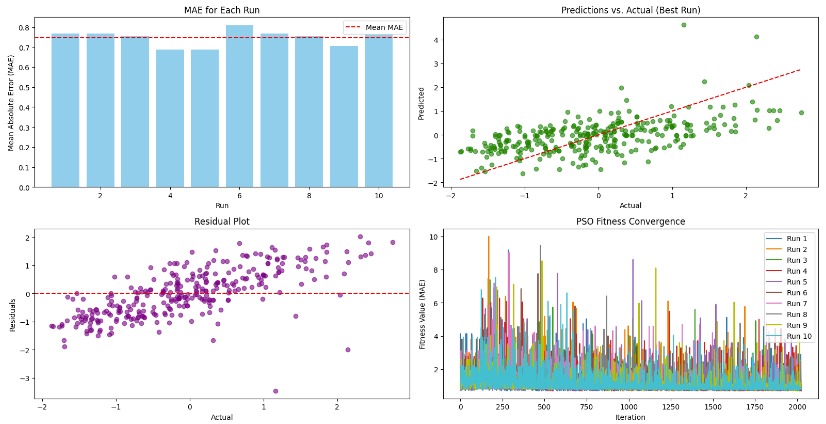 MAE for Each Run
Mean Absolute Error (MAE)
0.8
0.7
0.6
0.5
0.4
0.3
0.2
0.1
0.0
Mean MAE
2 4 6 8 10
Run
Predictions vs. Actual (Best Run)
Predicted
4
3
2
1
0
−1
−2
−2 −1 0 1 2
Actual
Residual Plot
Residuals
2
1
0
−1
−2
−3
−2 −1 0 1 2
Actual
PSO Fitness Convergence
Fitness Value (MAE)
10
8
6
4
2
Run 1
Run 2
Run 3
Run 4
Run 5
Run 6
Run 7
Run 8
Run 9
Run 10
0 250 500 750 1000 1250 1500 1750 2000
Iteration